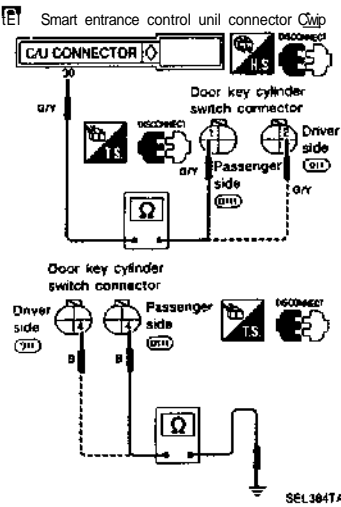 Smart entrance control unil connector
C/U CONNECTOR
DISCONNECT
H.S.
30
G/Y
Door key cylinder
switch connector
DISCONNECT
T.S.
1
2
Driver
side
G/Y
Passenger
side
G/Y
Ω
Door key cylinder
switch connector
Driver
side
4
4
Passenger
side
DISCONNECT
T.S.
B
B
Ω
SEL384TA